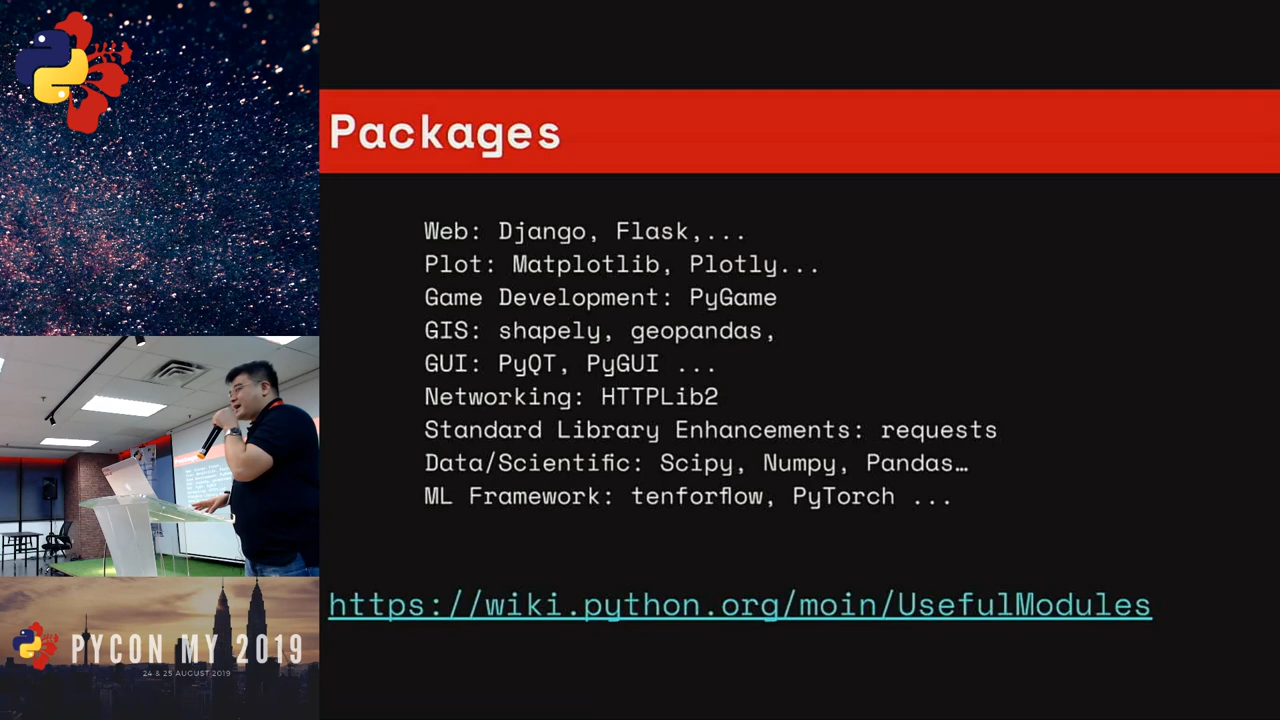 Packages
Web: Django, Flask,...
Plot: Matplotlib, Plotly...
Game Development: PyGame
GIS: shapely, geopandas,
GUI: PyQT, PyGUI ...
Networking: HTTPLib2
Standard Library Enhancements: requests
Data/Scientific: Scipy, Numpy, Pandas…
ML Framework: tenforflow, PyTorch ...
https://wiki.python.org/moin/UsefulModules
PYCON MY 2019
24 & 25 AUGUST 2019